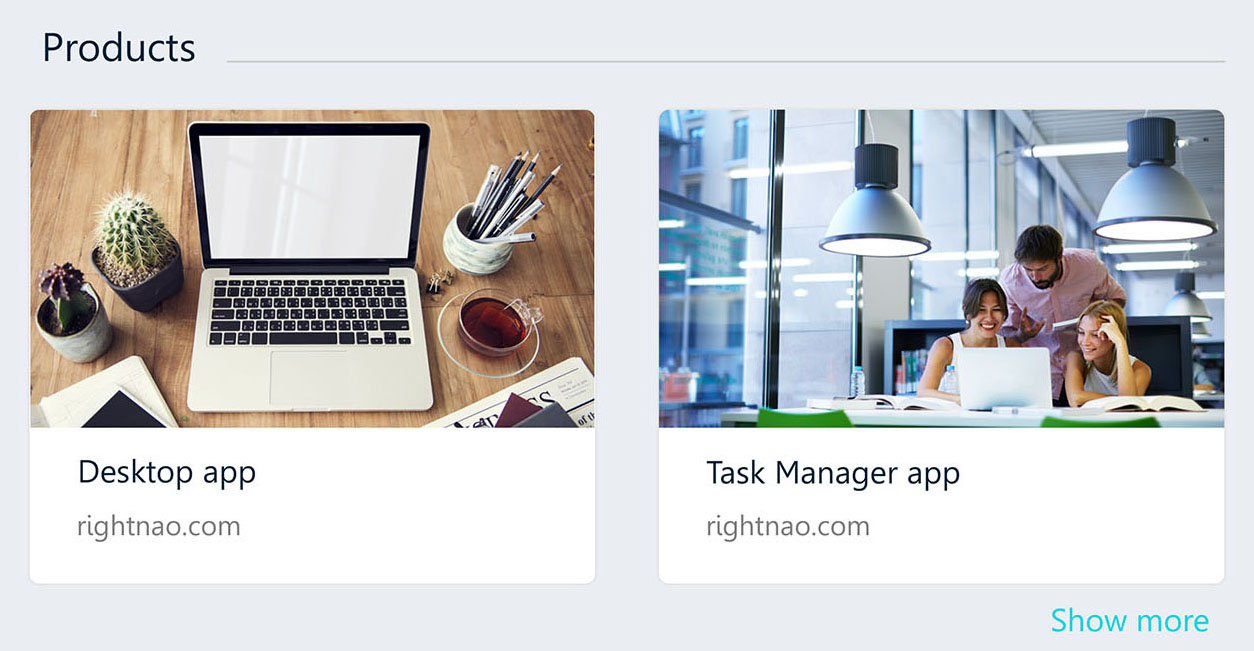 Products
Desktop app
rightnao.com
Task Manager app
rightnao.com
Show more